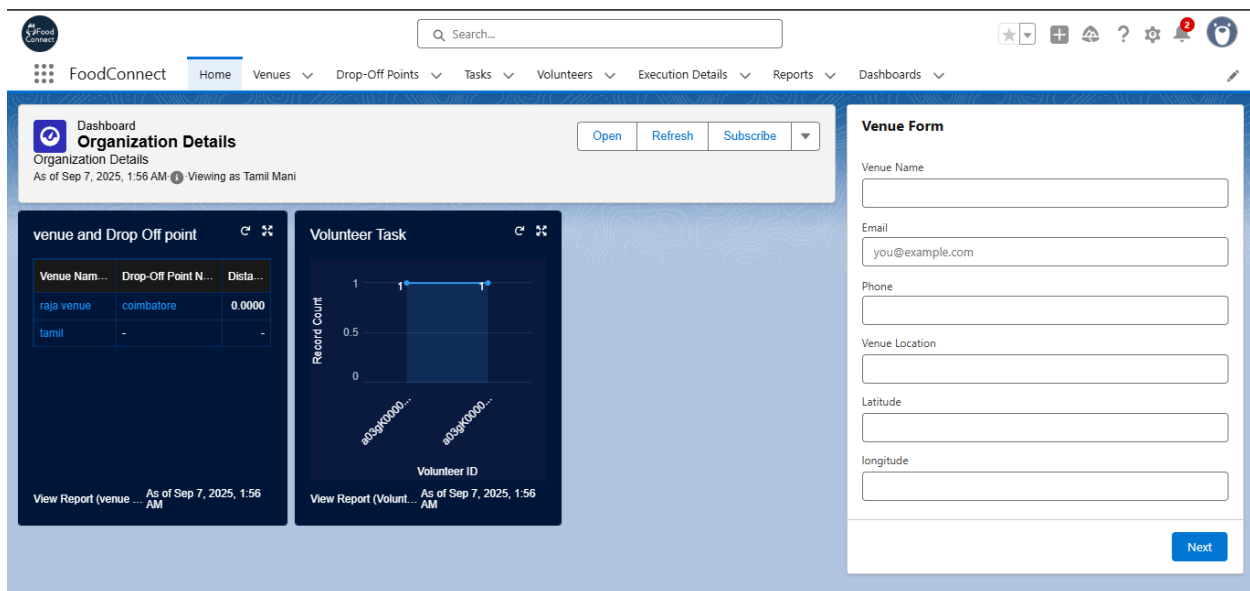 Food
Connect
Search...
2
FoodConnect
Home
Venues
Drop-Off Points
Tasks
Volunteers
Execution Details
Reports
Dashboards
Dashboard
Organization Details
Organization Details
As of Sep 7, 2025, 1:56 AM·Viewing as Tamil Mani
Open
Refresh
Subscribe
venue and Drop Off point
Venue Nam... Drop-Off Point N... Dista...
raja venue coimbatore 0.0000
tamil - -
View Report (venue ... As of Sep 7, 2025, 1:56
AM
Volunteer Task
Record Count
1
0.5
0
1 1
a03gK0000...
a03gK0000...
Volunteer ID
View Report (Volunt... As of Sep 7, 2025, 1:56
AM
Venue Form
Venue Name
Email
you@example.com
Phone
Venue Location
Latitude
longitude
Next